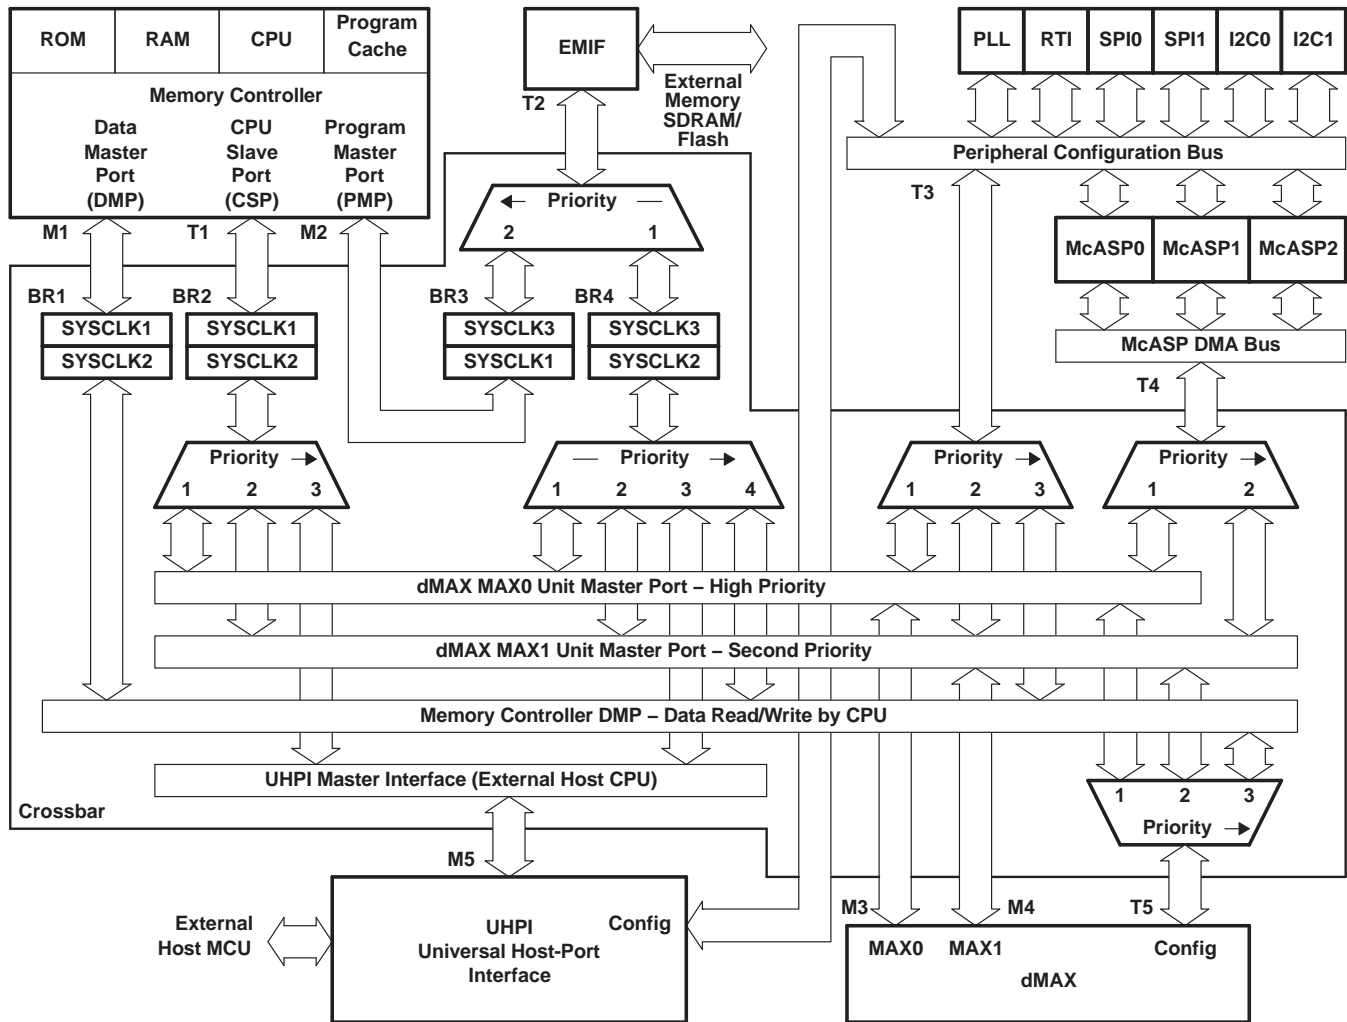 ROM
RAM
CPU
Program
Cache
Memory Controller
Data
Master
Port
(DMP)
CPU
Slave
Port
(CSP)
Program
Master
Port
(PMP)
EMIF
External
Memory
SDRAM/
Flash
PLL
RTI
SPI0
SPI1
I2C0
I2C1
Peripheral Configuration Bus
T2
T3
M1
T1
M2
Priority
2
1
McASP0
McASP1
McASP2
McASP DMA Bus
T4
BR1
BR2
BR3
BR4
SYSCLK1
SYSCLK2
SYSCLK1
SYSCLK2
SYSCLK3
SYSCLK1
SYSCLK3
SYSCLK2
Priority
1
2
3
Priority
1
2
3
4
Priority
1
2
3
Priority
1
2
dMAX MAX0 Unit Master Port – High Priority
dMAX MAX1 Unit Master Port – Second Priority
Memory Controller DMP – Data Read/Write by CPU
UHPI Master Interface (External Host CPU)
1
2
3
Priority
Crossbar
M5
M3
M4
T5
External
Host MCU
UHPI
Universal Host-Port
Interface
Config
MAX0
MAX1
Config
dMAX